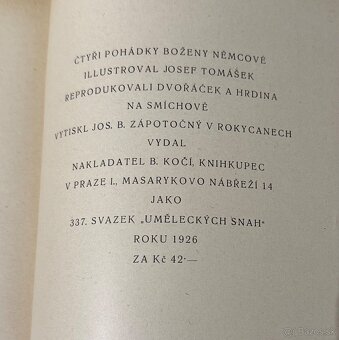 ČTYŘI POHÁDKY BOŽENY NĚMCOVÉ
ILLUSTROVAL JOSEF TOMÁŠEK
REPRODUKOVALI DVOŘÁČEK A HRDINA
NA SMÍCHOVĚ
VYTISKL JOS. B. ZÁPOTOČNÝ V ROKYCANECH
VYDAL
NAKLADATEL B. KOČÍ, KNIHKUPEC
V PRAZE I., MASARYKOVO NÁBŘEŽÍ 14
JAKO
337. SVAZEK „UMĚLECKÝCH SNAH“
ROKU 1926
ZA Kč 42·—